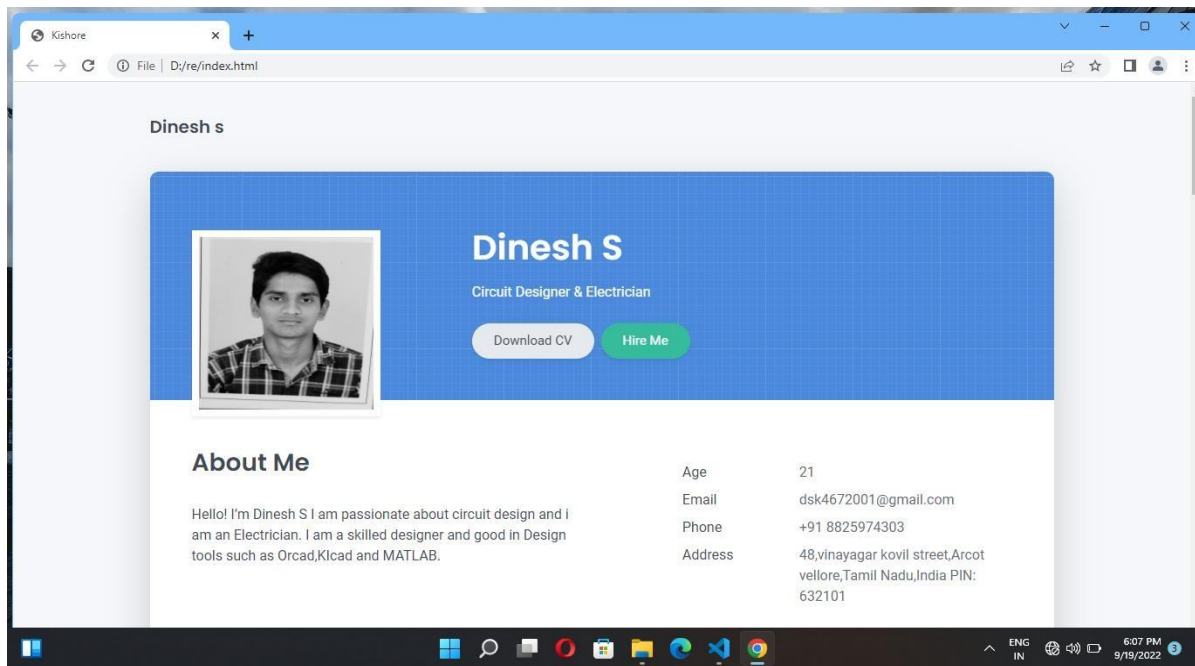 Kishore
File D:/re/index.html
Dinesh s
Dinesh S
Circuit Designer & Electrician
Download CV Hire Me
About Me
Hello! I'm Dinesh S I am passionate about circuit design and i
am an Electrician. I am a skilled designer and good in Design
tools such as Orcad,KIcad and MATLAB.
Age 21
Email dsk4672001@gmail.com
Phone +91 8825974303
Address 48,vinayagar kovil street,Arcot
vellore,Tamil Nadu,India PIN:
632101
ENG
IN
6:07 PM
9/19/2022
3